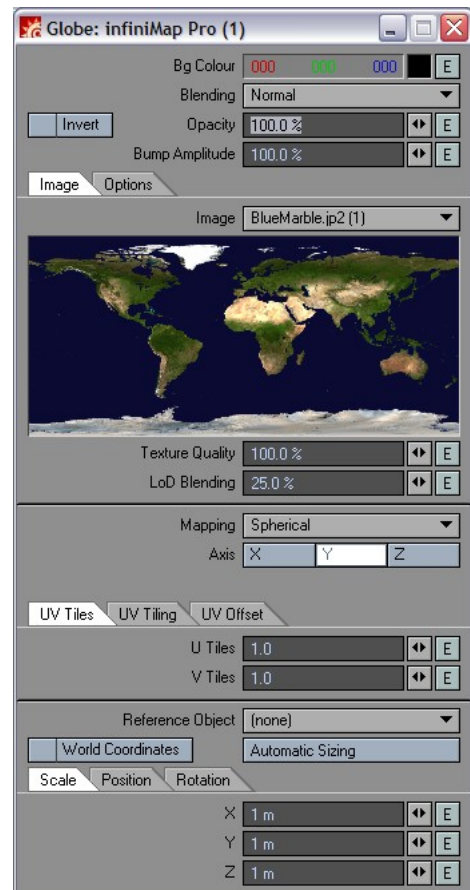 Globe: infiniMap Pro (1)
Bg Colour 000 000 000 E
Blending Normal
Invert Opacity 100.0 % E
Bump Amplitude 100.0 % E
Image Options
Image BlueMarble.jp2 (1)
Texture Quality 100.0 % E
LoD Blending 25.0 % E
Mapping Spherical
Axis X Y Z
UV Tiles UV Tiling UV Offset
U Tiles 1.0 E
V Tiles 1.0 E
Reference Object (none)
World Coordinates Automatic Sizing
Scale Position Rotation
X 1 m E
Y 1 m E
Z 1 m E